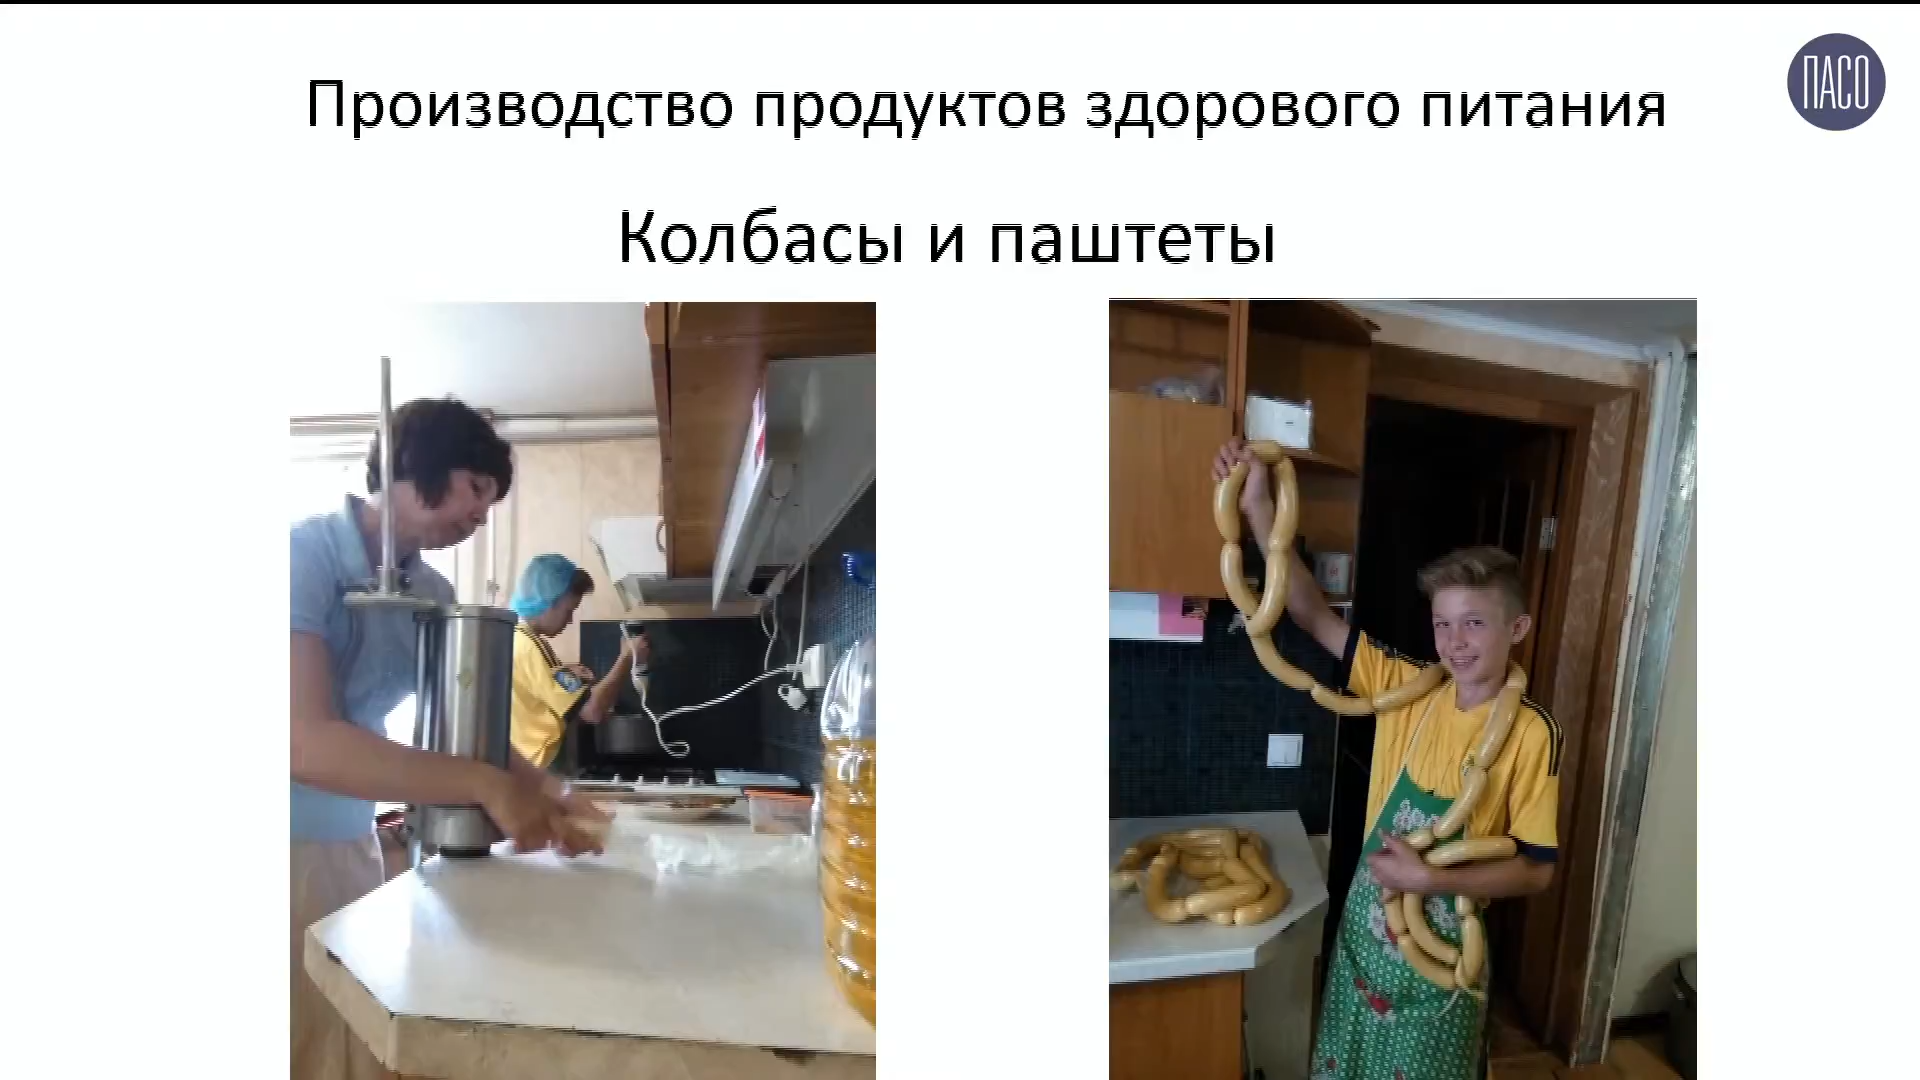 Производство продуктов здорового питания
ПАСО
Колбасы и паштеты